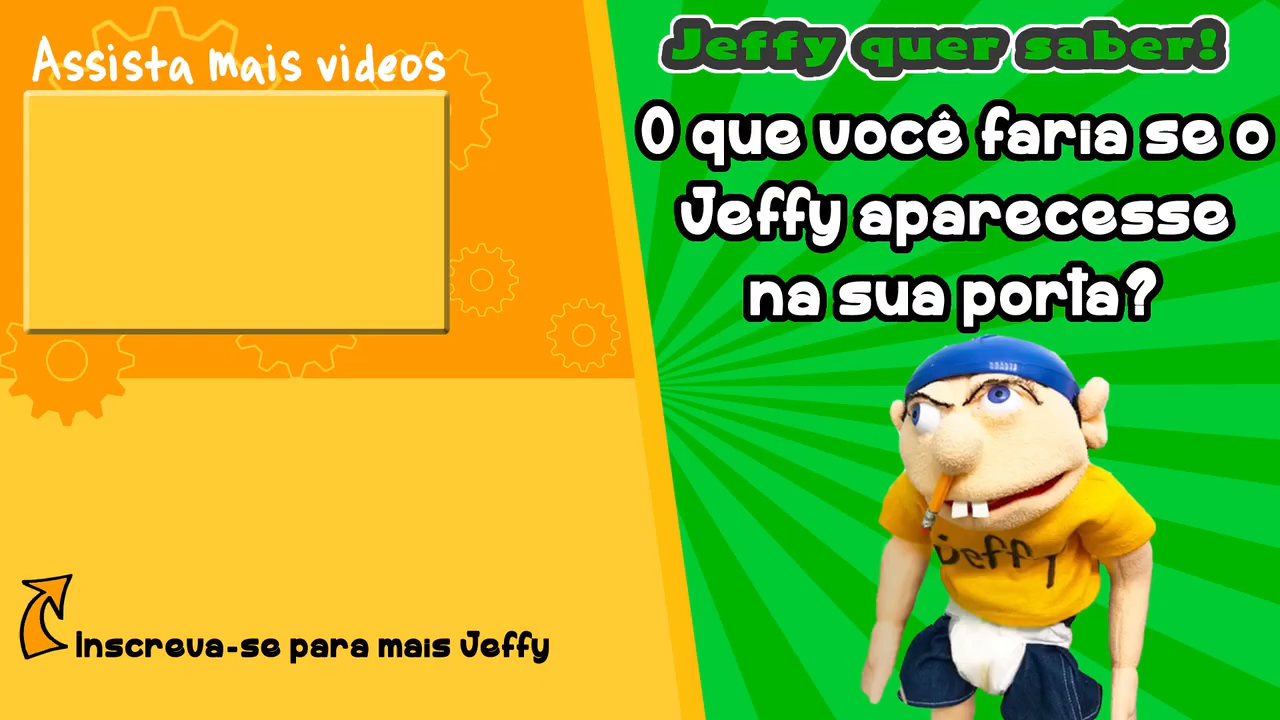 Assista mais videos
Jeffy quer saber!
O que você faria se o
Jeffy aparecesse
na sua porta?
Jeffy
Inscreva-se para mais Jeffy